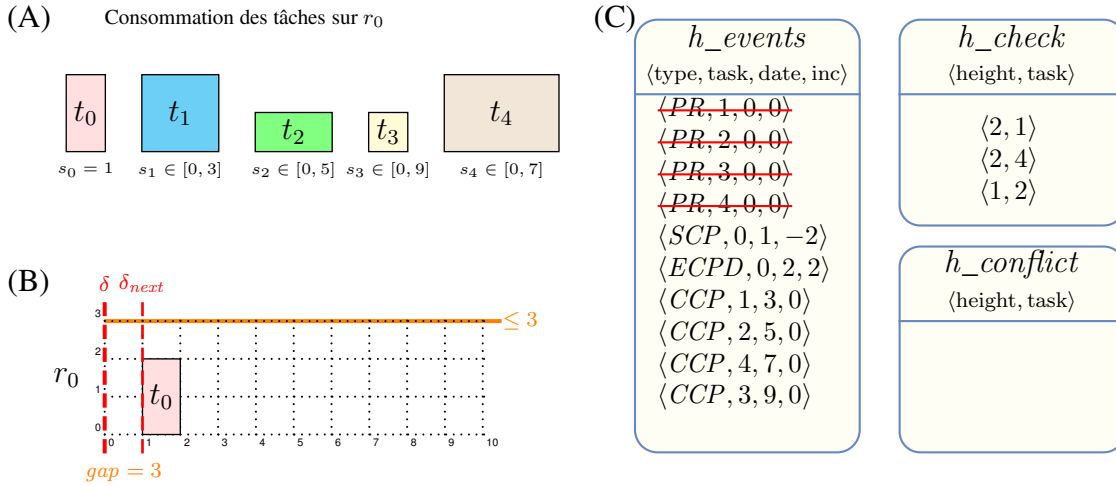 (A)
Consommation des tâches sur r₀
t₀
t₁
t₂
t₃
t₄
s₀ = 1
s₁ ∈ [0, 3]
s₂ ∈ [0, 5]
s₃ ∈ [0, 9]
s₄ ∈ [0, 7]
(B)
δ δₙₑₓₜ
3
≤ 3
2
r₀
t₀
1
0
0 1 2 3 4 5 6 7 8 9 10
gap = 3
(C)
h_events
⟨type, task, date, inc⟩
⟨PR, 1, 0, 0⟩
⟨PR, 2, 0, 0⟩
⟨PR, 3, 0, 0⟩
⟨PR, 4, 0, 0⟩
⟨SCP, 0, 1, −2⟩
⟨ECPD, 0, 2, 2⟩
⟨CCP, 1, 3, 0⟩
⟨CCP, 2, 5, 0⟩
⟨CCP, 4, 7, 0⟩
⟨CCP, 3, 9, 0⟩
h_check
⟨height, task⟩
⟨2, 1⟩
⟨2, 4⟩
⟨1, 2⟩
h_conflict
⟨height, task⟩